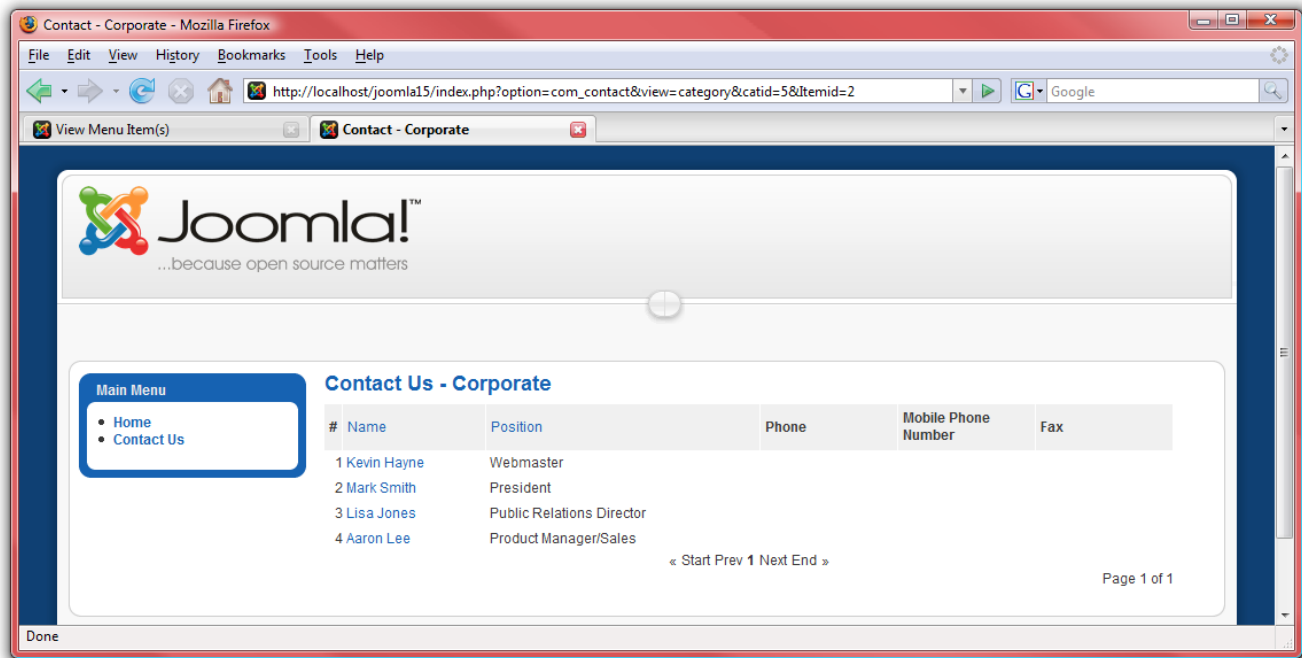 Contact - Corporate - Mozilla Firefox
File Edit View History Bookmarks Tools Help
http://localhost/joomla15/index.php?option=com_contact&view=category&catid=5&Itemid=2
G Google
View Menu Item(s)
Contact - Corporate
Joomla!™
...because open source matters
Main Menu
Home
Contact Us
Contact Us - Corporate
# Name Position Phone Mobile Phone Number Fax
1 Kevin Hayne Webmaster
2 Mark Smith President
3 Lisa Jones Public Relations Director
4 Aaron Lee Product Manager/Sales
« Start Prev 1 Next End »
Page 1 of 1
Done